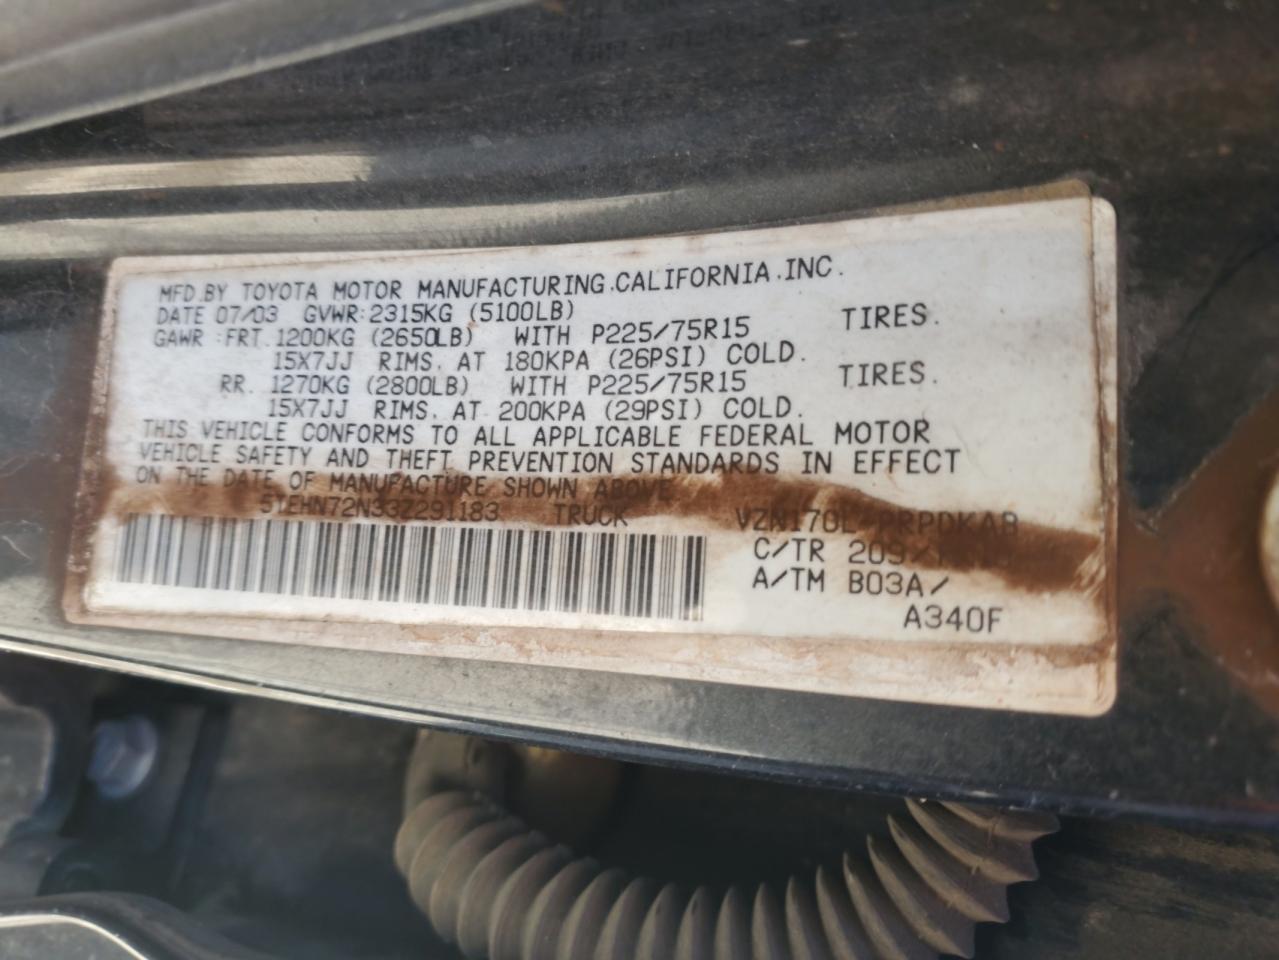 MFD.BY TOYOTA MOTOR MANUFACTURING.CALIFORNIA.INC.
DATE 07/03 GVWR:2315KG (5100LB)
GAWR:FRT. 1200KG (2650LB) WITH P225/75R15 TIRES.
15X7JJ RIMS. AT 180KPA (26PSI) COLD.
RR. 1270KG (2800LB) WITH P225/75R15 TIRES.
15X7JJ RIMS. AT 200KPA (29PSI) COLD.
THIS VEHICLE CONFORMS TO ALL APPLICABLE FEDERAL MOTOR
VEHICLE SAFETY AND THEFT PREVENTION STANDARDS IN EFFECT
ON THE DATE OF MANUFACTURE SHOWN ABOVE
5TEHN72N33Z291183 TRUCK
C/TR
A/TM B03A/
A340F